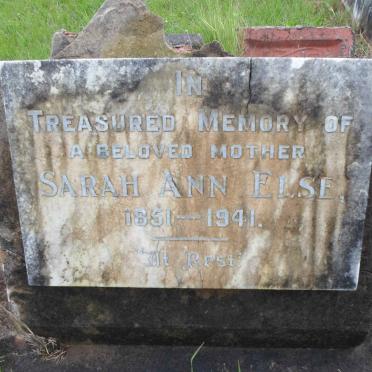 IN
TREASURED MEMORY OF
A BELOVED MOTHER
SARAH ANN ELSE,
1851—1941.
"At Rest"